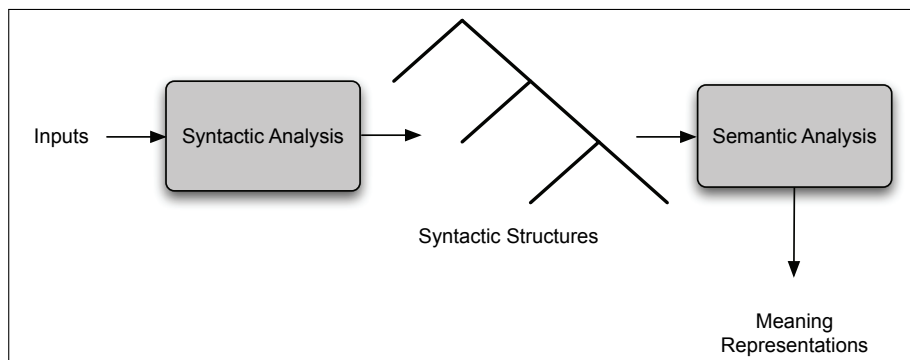 Inputs
Syntactic Analysis
Semantic Analysis
Syntactic Structures
Meaning
Representations